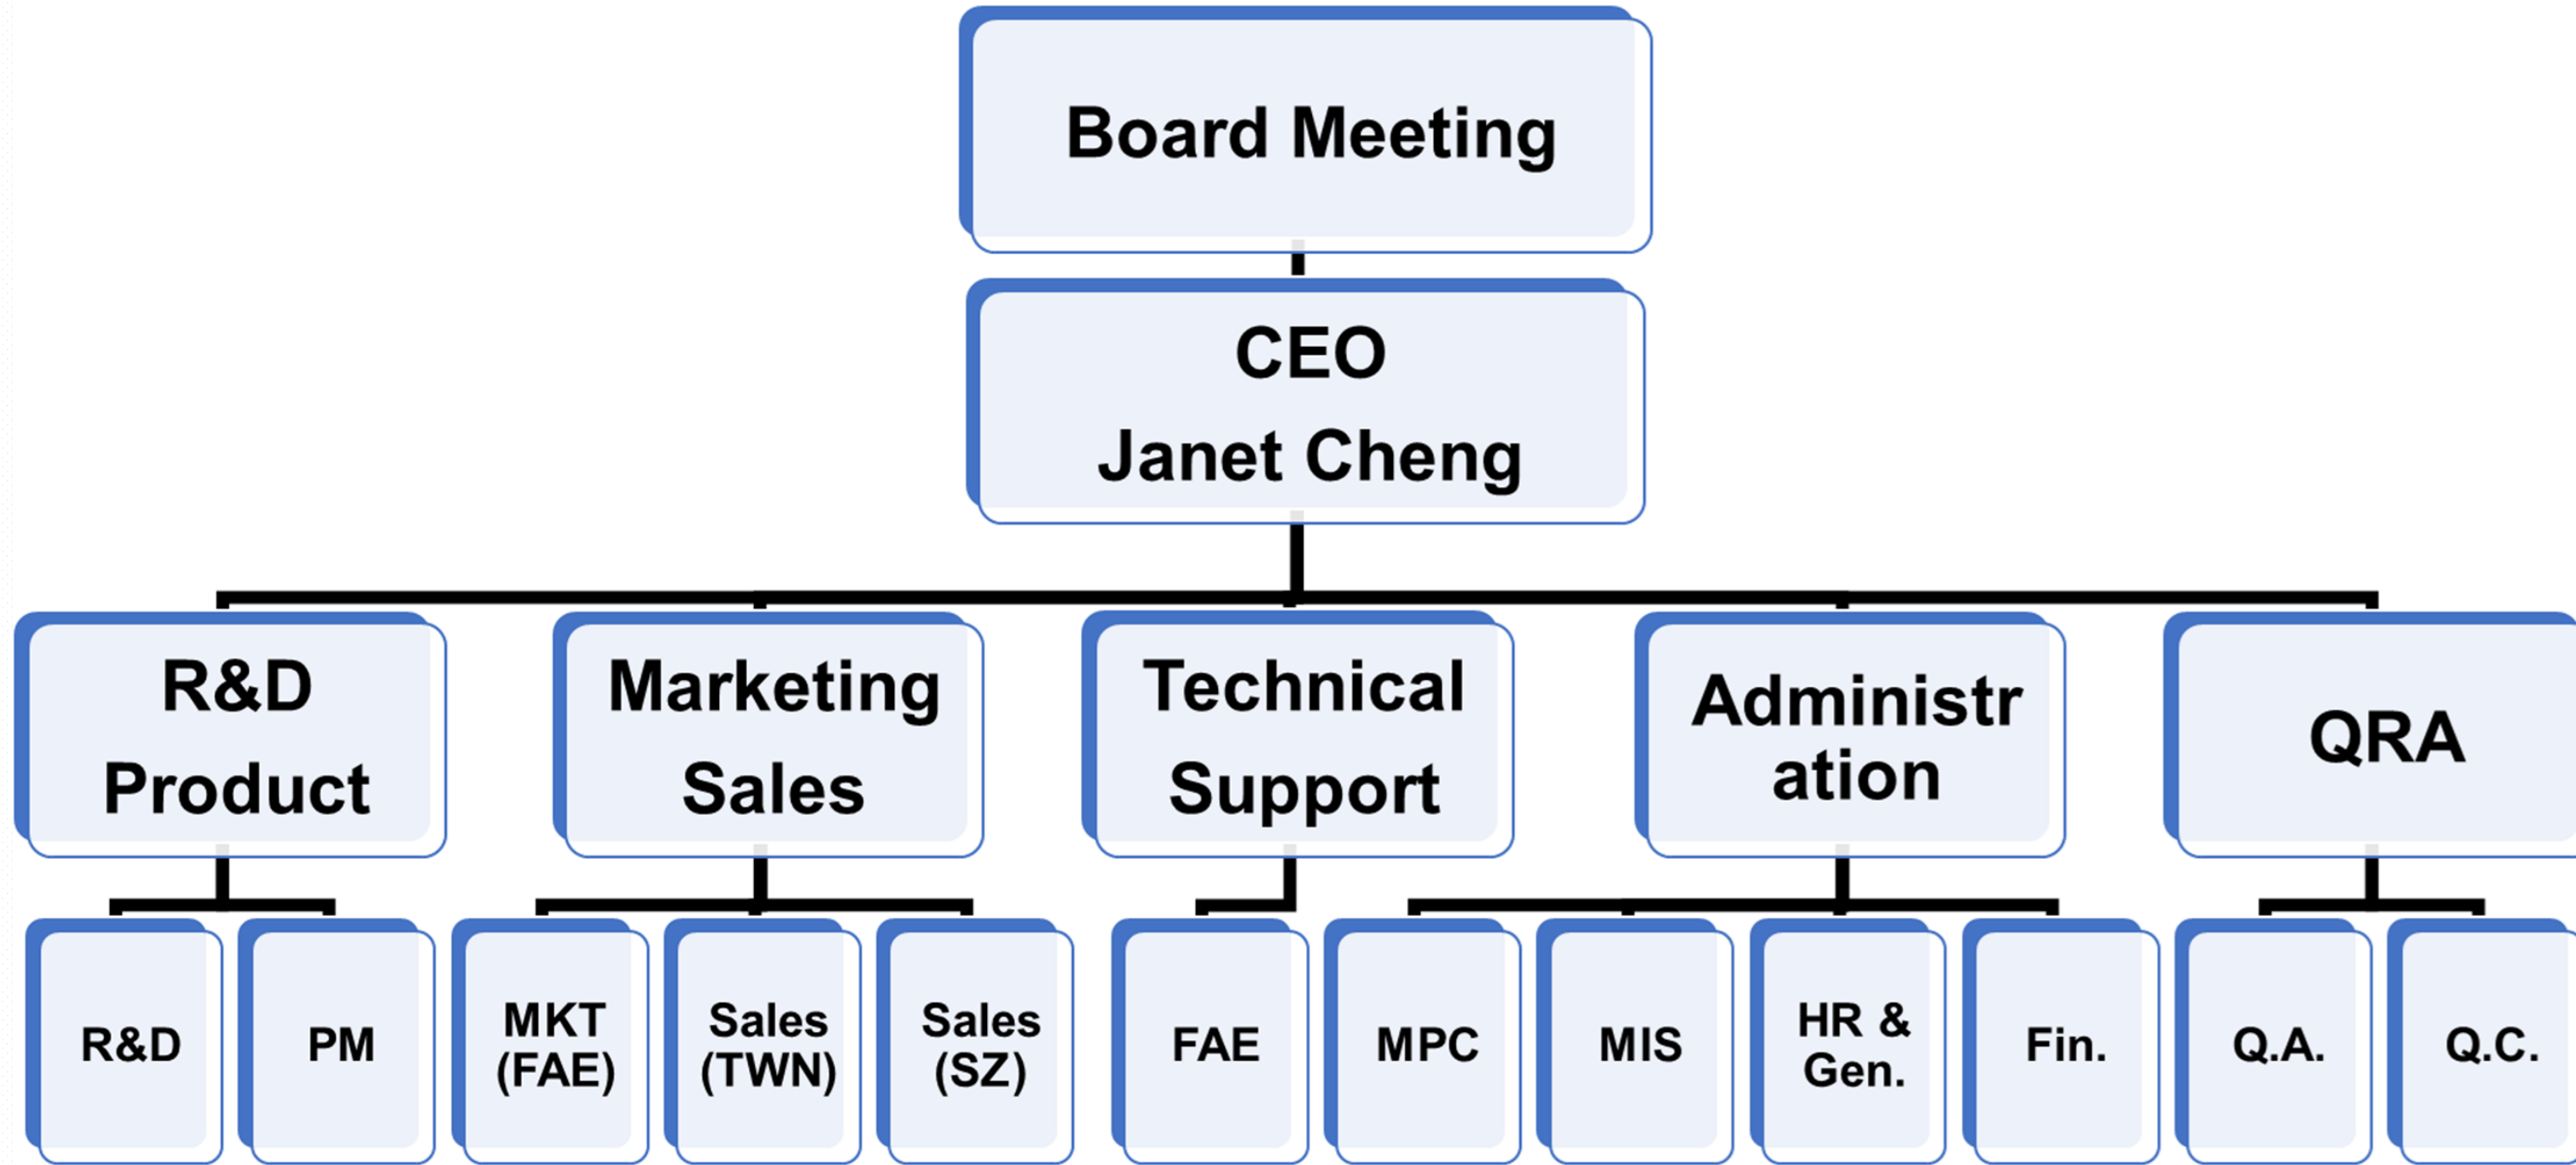 Board Meeting
CEO
Janet Cheng
R&D
Product
Marketing
Sales
Technical
Support
Administr
ation
QRA
R&D
PM
MKT
(FAE)
Sales
(TWN)
Sales
(SZ)
FAE
MPC
MIS
HR &
Gen.
Fin.
Q.A.
Q.C.